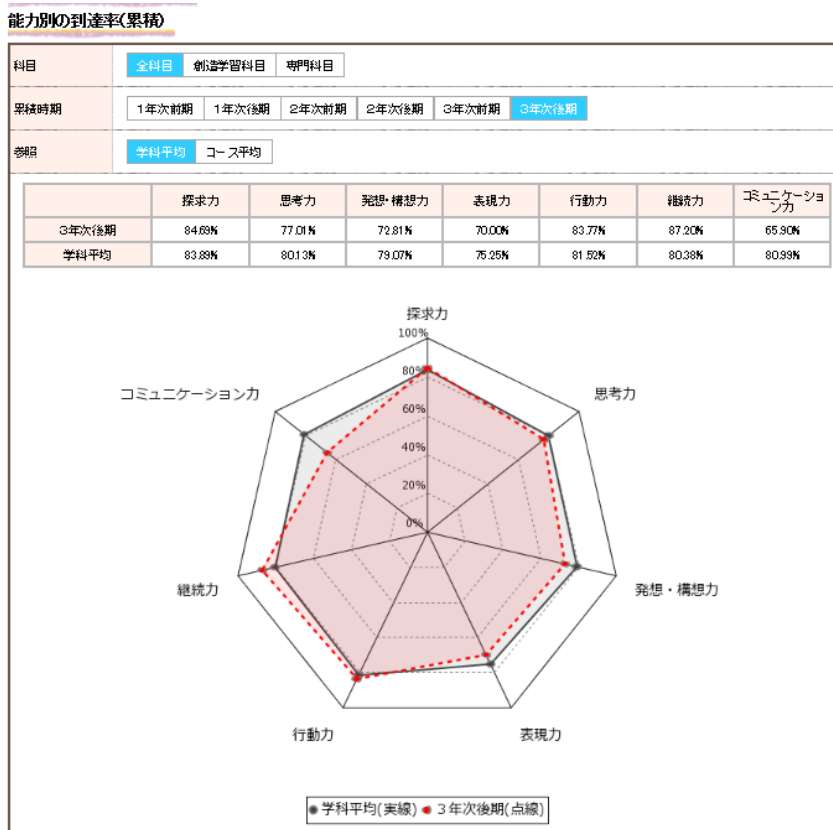 能力別の到達率(累積)
科目 全科目 創造学習科目 専門科目
累積時期 1年次前期 1年次後期 2年次前期 2年次後期 3年次前期 3年次後期
参照 学科平均 コース平均
探求力 思考力 発想・構想力 表現力 行動力 継続力 コミュニケーション力
3年次後期 84.69% 77.01% 72.81% 70.00% 83.77% 87.20% 65.90%
学科平均 83.89% 80.13% 79.07% 75.25% 81.52% 80.38% 80.99%
探求力
100%
80%
コミュニケーション力
思考力
60%
40%
20%
0%
継続力
発想・構想力
行動力
表現力
学科平均(実線) 3年次後期(点線)